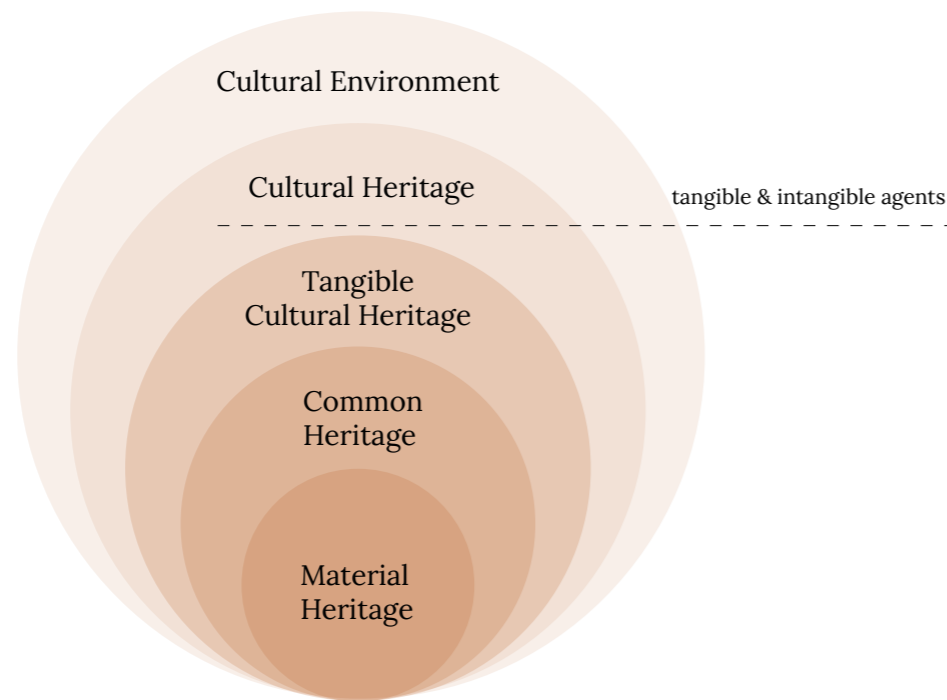 Cultural Environment
Cultural Heritage
tangible & intangible agents
Tangible
Cultural Heritage
Common
Heritage
Material
Heritage